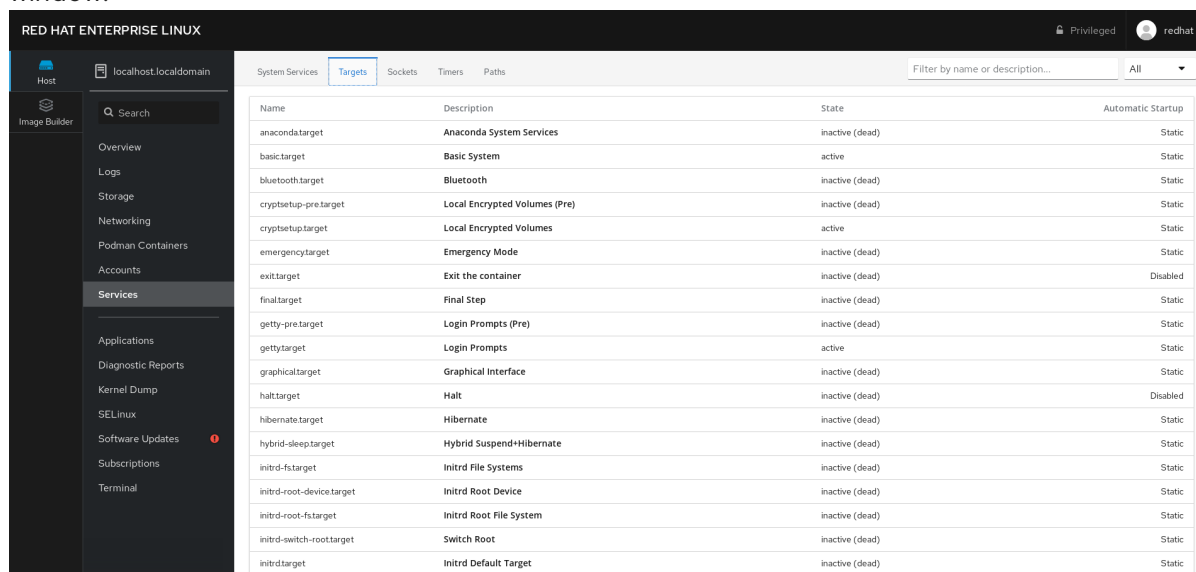 RED HAT ENTERPRISE LINUX Privileged redhat
Host
Image Builder
localhost.localdomain
Search
Overview
Logs
Storage
Networking
Podman Containers
Accounts
Services
Applications
Diagnostic Reports
Kernel Dump
SELinux
Software Updates
Subscriptions
Terminal
System Services Targets Sockets Timers Paths Filter by name or description... All
Name Description State Automatic Startup
anaconda.target Anaconda System Services inactive (dead) Static
basic.target Basic System active Static
bluetooth.target Bluetooth inactive (dead) Static
cryptsetup-pre.target Local Encrypted Volumes (Pre) inactive (dead) Static
cryptsetup.target Local Encrypted Volumes active Static
emergency.target Emergency Mode inactive (dead) Static
exit.target Exit the container inactive (dead) Disabled
final.target Final Step inactive (dead) Static
getty-pre.target Login Prompts (Pre) inactive (dead) Static
getty.target Login Prompts active Static
graphical.target Graphical Interface inactive (dead) Static
halt.target Halt inactive (dead) Disabled
hibernate.target Hibernate inactive (dead) Static
hybrid-sleep.target Hybrid Suspend+Hibernate inactive (dead) Static
initrd-fs.target Initrd File Systems inactive (dead) Static
initrd-root-device.target Initrd Root Device inactive (dead) Static
initrd-root-fs.target Initrd Root File System inactive (dead) Static
initrd-switch-root.target Switch Root inactive (dead) Static
initrd.target Initrd Default Target inactive (dead) Static